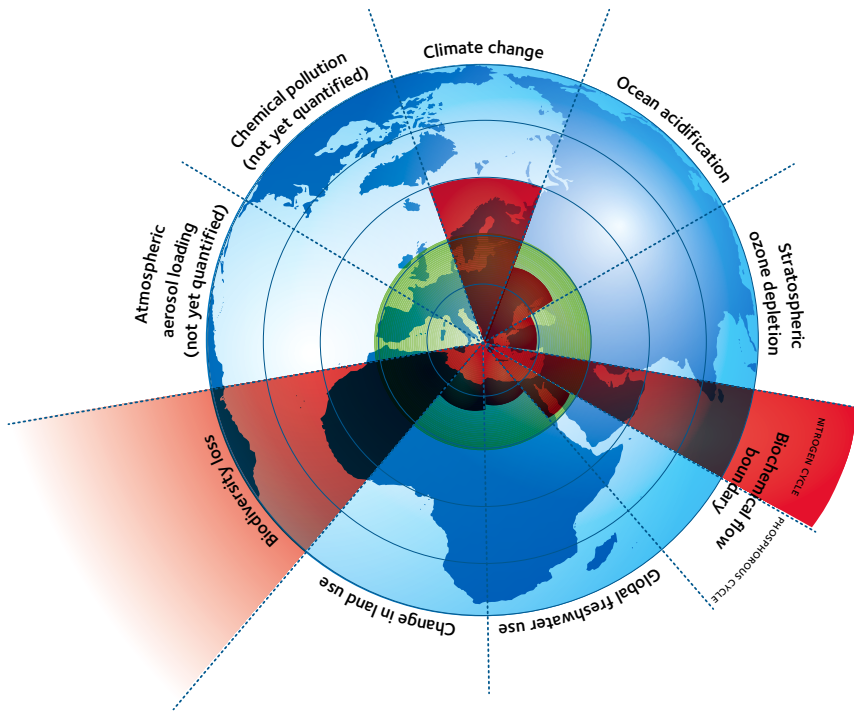 Climate change
Ocean acidification
Stratospheric
ozone depletion
NITROGEN CYCLE
Biochemical flow
boundary
PHOSPHOROUS CYCLE
Global freshwater use
Change in land use
Biodiversity loss
Atmospheric
aerosol loading
(not yet quantified)
Chemical pollution
(not yet quantified)